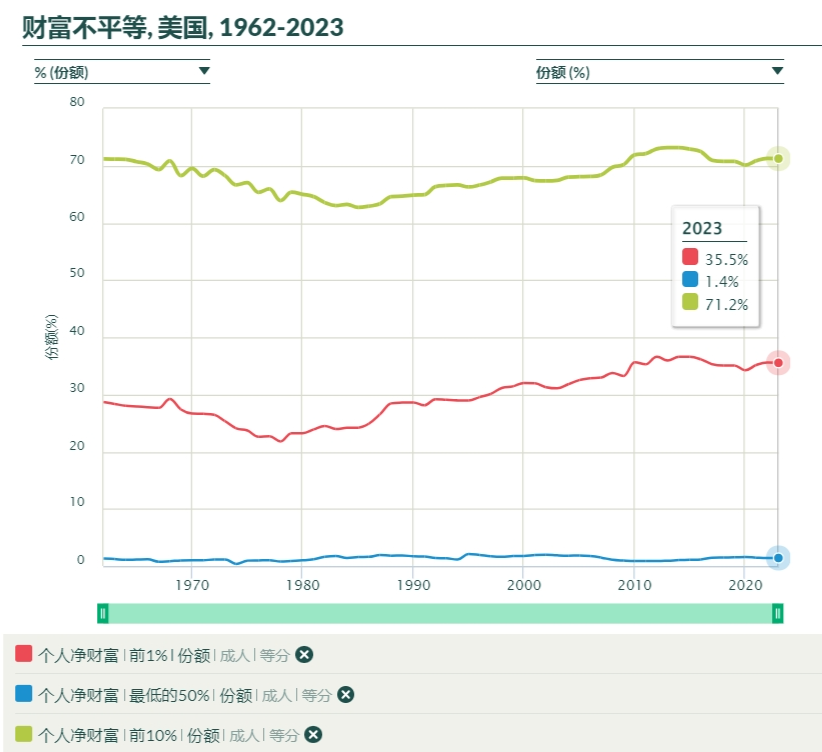 财富不平等, 美国, 1962-2023
% (份额)
份额 (%)
80
70
60
50
40
30
20
10
0
份额(%)
2023
35.5%
1.4%
71.2%
1970 1980 1990 2000 2010 2020
个人净财富 | 前1% | 份额 | 成人 | 等分
个人净财富 | 最低的50% | 份额 | 成人 | 等分
个人净财富 | 前10% | 份额 | 成人 | 等分